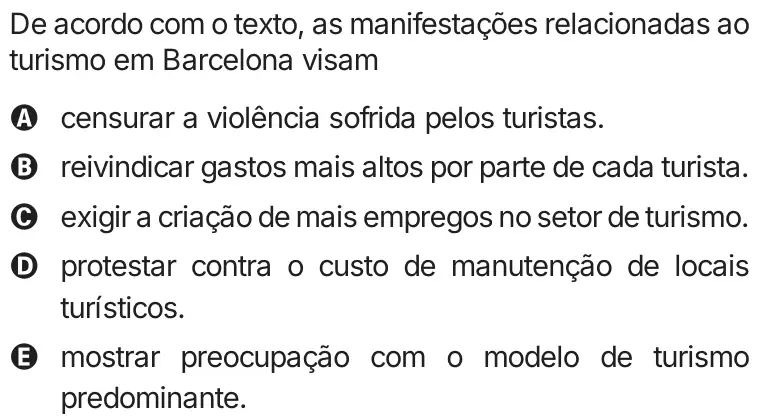 De acordo com o texto, as manifestações relacionadas ao
turismo em Barcelona visam
A censurar a violência sofrida pelos turistas.
B reivindicar gastos mais altos por parte de cada turista.
C exigir a criação de mais empregos no setor de turismo.
D protestar contra o custo de manutenção de locais
turísticos.
E mostrar preocupação com o modelo de turismo
predominante.